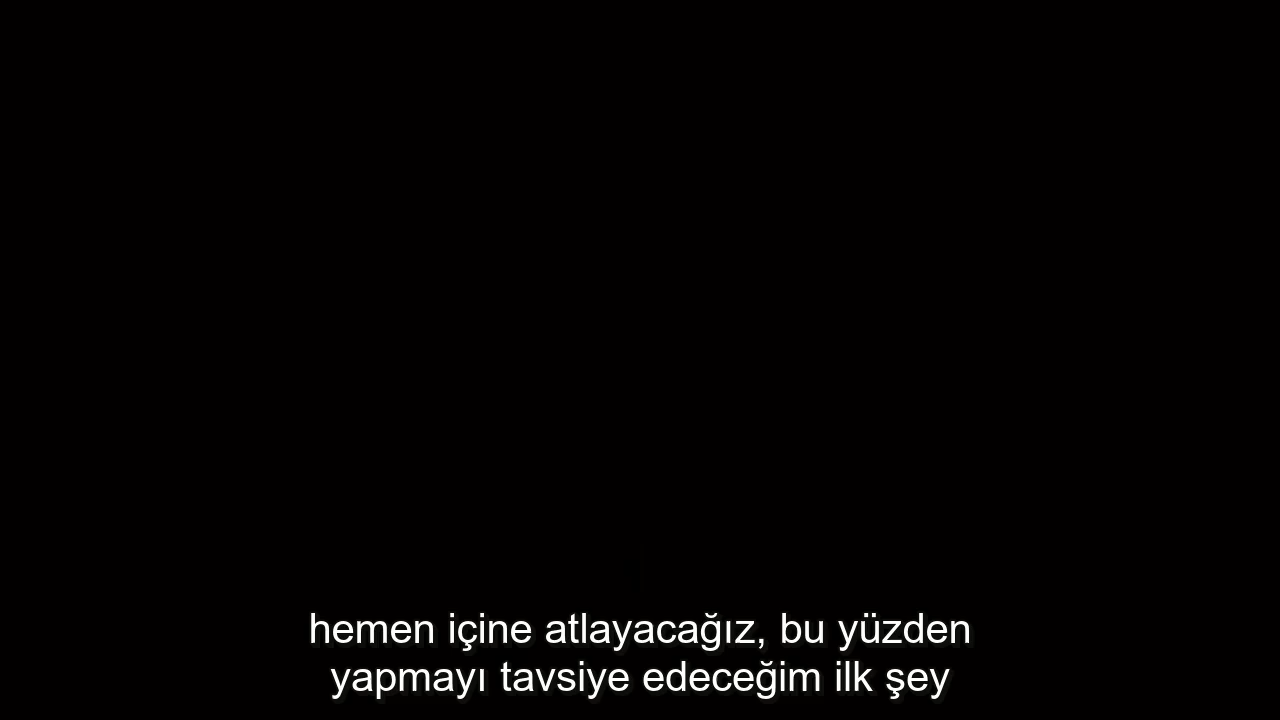 hemen içine atlayacağız, bu yüzden
yapmayı tavsiye edeceğim ilk şey